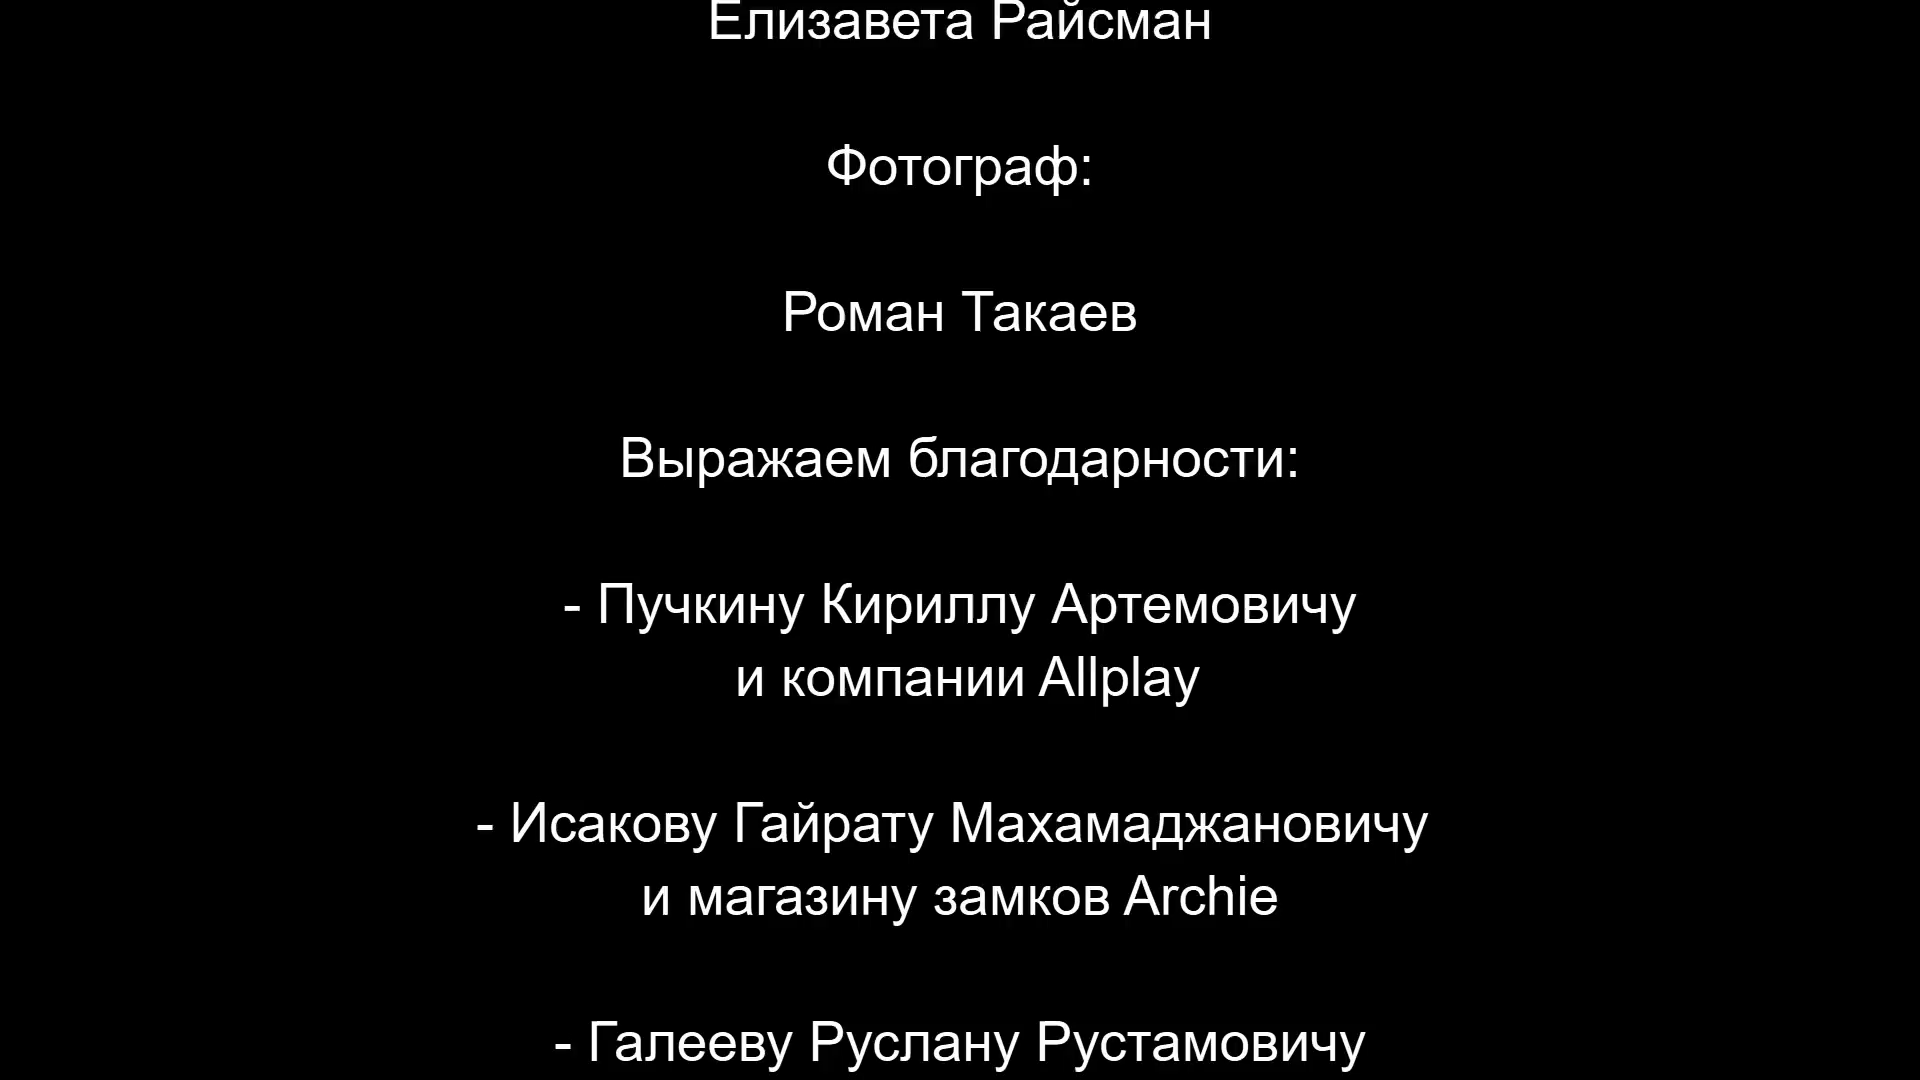 Елизавета Райсман
Фотограф:
Роман Такаев
Выражаем благодарности:
- Пучкину Кириллу Артемовичу
и компании Allplay
- Исакову Гайрату Махамаджановичу
и магазину замков Archie
- Галееву Руслану Рустамовичу